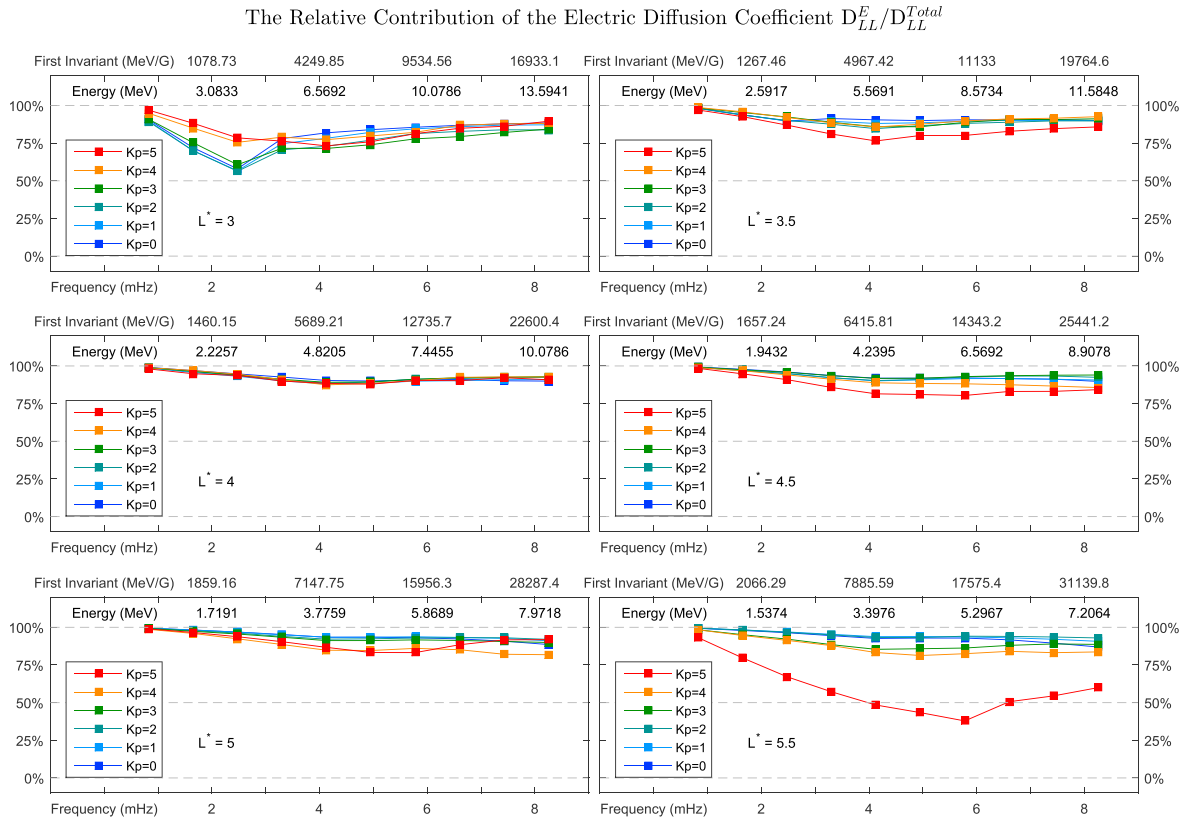 The Relative Contribution of the Electric Diffusion Coefficient D^E_LL/D^Total_LL
First Invariant (MeV/G) 1078.73 4249.85 9534.56 16933.1
Energy (MeV) 3.0833 6.5692 10.0786 13.5941
100%
75%
50%
25%
0%
Kp=5
Kp=4
Kp=3
Kp=2
Kp=1
Kp=0
L* = 3
Frequency (mHz) 2 4 6 8
First Invariant (MeV/G) 1267.46 4967.42 11133 19764.6
Energy (MeV) 2.5917 5.5691 8.5734 11.5848
100%
75%
50%
25%
0%
Kp=5
Kp=4
Kp=3
Kp=2
Kp=1
Kp=0
L* = 3.5
Frequency (mHz) 2 4 6 8
First Invariant (MeV/G) 1460.15 5689.21 12735.7 22600.4
Energy (MeV) 2.2257 4.8205 7.4455 10.0786
100%
75%
50%
25%
0%
Kp=5
Kp=4
Kp=3
Kp=2
Kp=1
Kp=0
L* = 4
Frequency (mHz) 2 4 6 8
First Invariant (MeV/G) 1657.24 6415.81 14343.2 25441.2
Energy (MeV) 1.9432 4.2395 6.5692 8.9078
100%
75%
50%
25%
0%
Kp=5
Kp=4
Kp=3
Kp=2
Kp=1
Kp=0
L* = 4.5
Frequency (mHz) 2 4 6 8
First Invariant (MeV/G) 1859.16 7147.75 15956.3 28287.4
Energy (MeV) 1.7191 3.7759 5.8689 7.9718
100%
75%
50%
25%
0%
Kp=5
Kp=4
Kp=3
Kp=2
Kp=1
Kp=0
L* = 5
Frequency (mHz) 2 4 6 8
First Invariant (MeV/G) 2066.29 7885.59 17575.4 31139.8
Energy (MeV) 1.5374 3.3976 5.2967 7.2064
100%
75%
50%
25%
0%
Kp=5
Kp=4
Kp=3
Kp=2
Kp=1
Kp=0
L* = 5.5
Frequency (mHz) 2 4 6 8